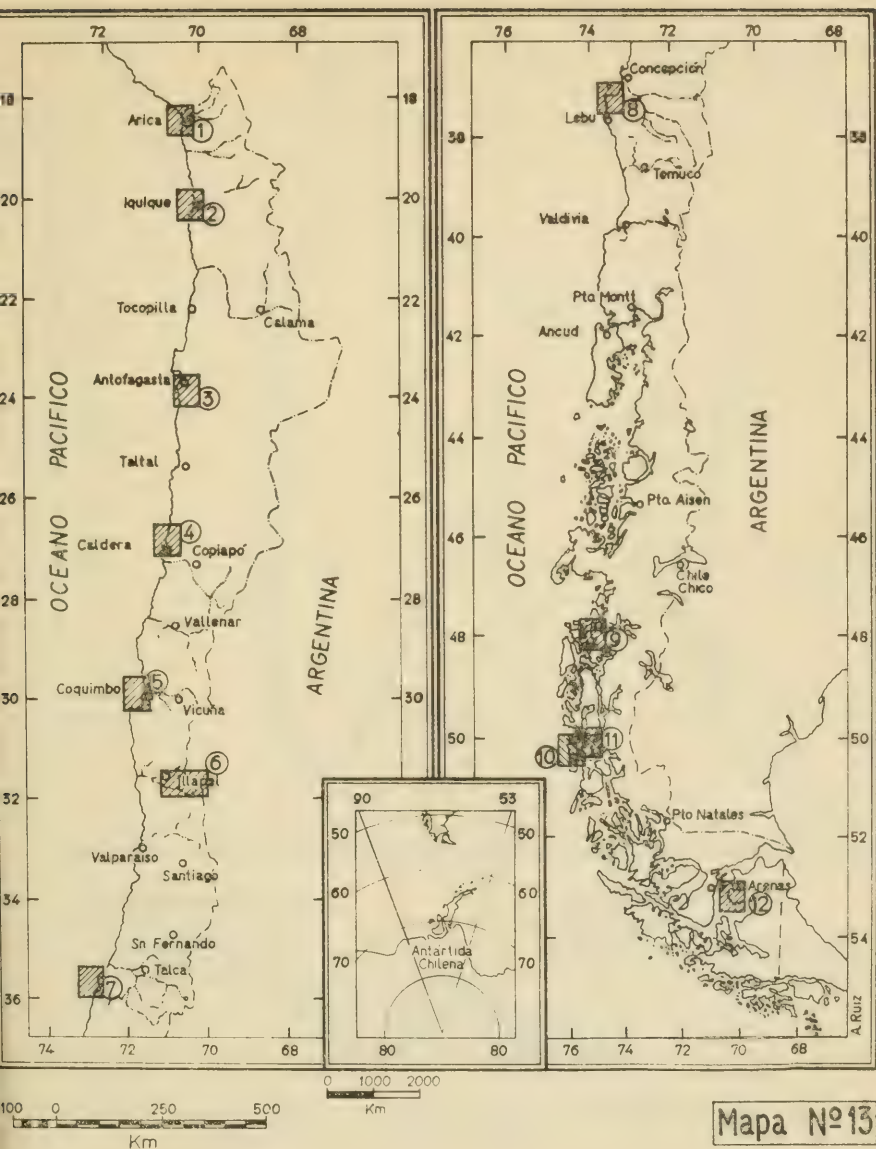 72 70 68
18 18
Arica
1
20 20
Iquique
2
22 22
Tocopilla
Calama
Antofagasta
24 24
3
Taltal
26 26
4
Caldera
Copiapó
28 28
Vallenar
5
Coquimbo
30 30
Vicuña
6
Illapel
32
Valparaiso
Santiago
34
Sn Fernando
Talca
36
7
74 72 70 68
OCEANO PACIFICO
ARGENTINA
90 53
50 50
60 60
Antártida
Chilena
70 70
80 80
76 74 72 70 68
Concepción
8
Lebu
38 38
Temuco
Valdivia
40 40
Pto Montt
Ancud
42 42
44 44
Pto. Aisen
46 46
Chile
Chico
48 48
9
50 50
10 11
Pto Natales
52 52
Arenas
12
54
76 74 72 70 68 66
OCEANO PACIFICO
ARGENTINA
A. Ruiz
100 0 500
Km
0 1000 2000
Km
Mapa Nº13